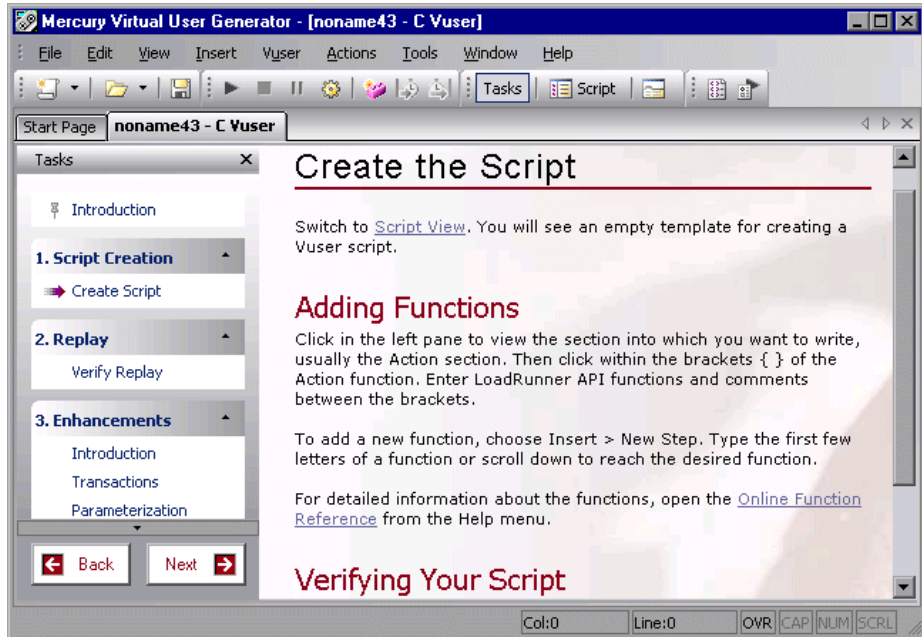 Mercury Virtual User Generator - [noname43 - C Vuser]
File Edit View Insert Vuser Actions Tools Window Help
Tasks Script
Start Page noname43 - C Vuser
Tasks
Introduction
1. Script Creation
Create Script
2. Replay
Verify Replay
3. Enhancements
Introduction
Transactions
Parameterization
Back Next
Create the Script
Switch to Script View. You will see an empty template for creating a
Vuser script.
Adding Functions
Click in the left pane to view the section into which you want to write,
usually the Action section. Then click within the brackets { } of the
Action function. Enter LoadRunner API functions and comments
between the brackets.
To add a new function, choose Insert > New Step. Type the first few
letters of a function or scroll down to reach the desired function.
For detailed information about the functions, open the Online Function
Reference from the Help menu.
Verifying Your Script
Col:0 Line:0 OVR CAP NUM SCRL